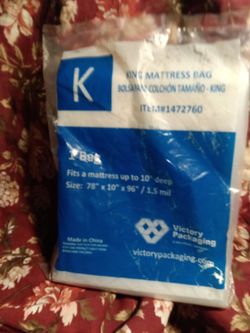 K
KING MATTRESS BAG
BOLSA PARA COLCHÓN TAMAÑO - KING
ITEM#1472760
1 Bag
Fits a mattress up to 10" deep
Size: 78" x 10" x 96" / 1.5 mil
Victory
Packaging
victorypackaging.com
Made in China